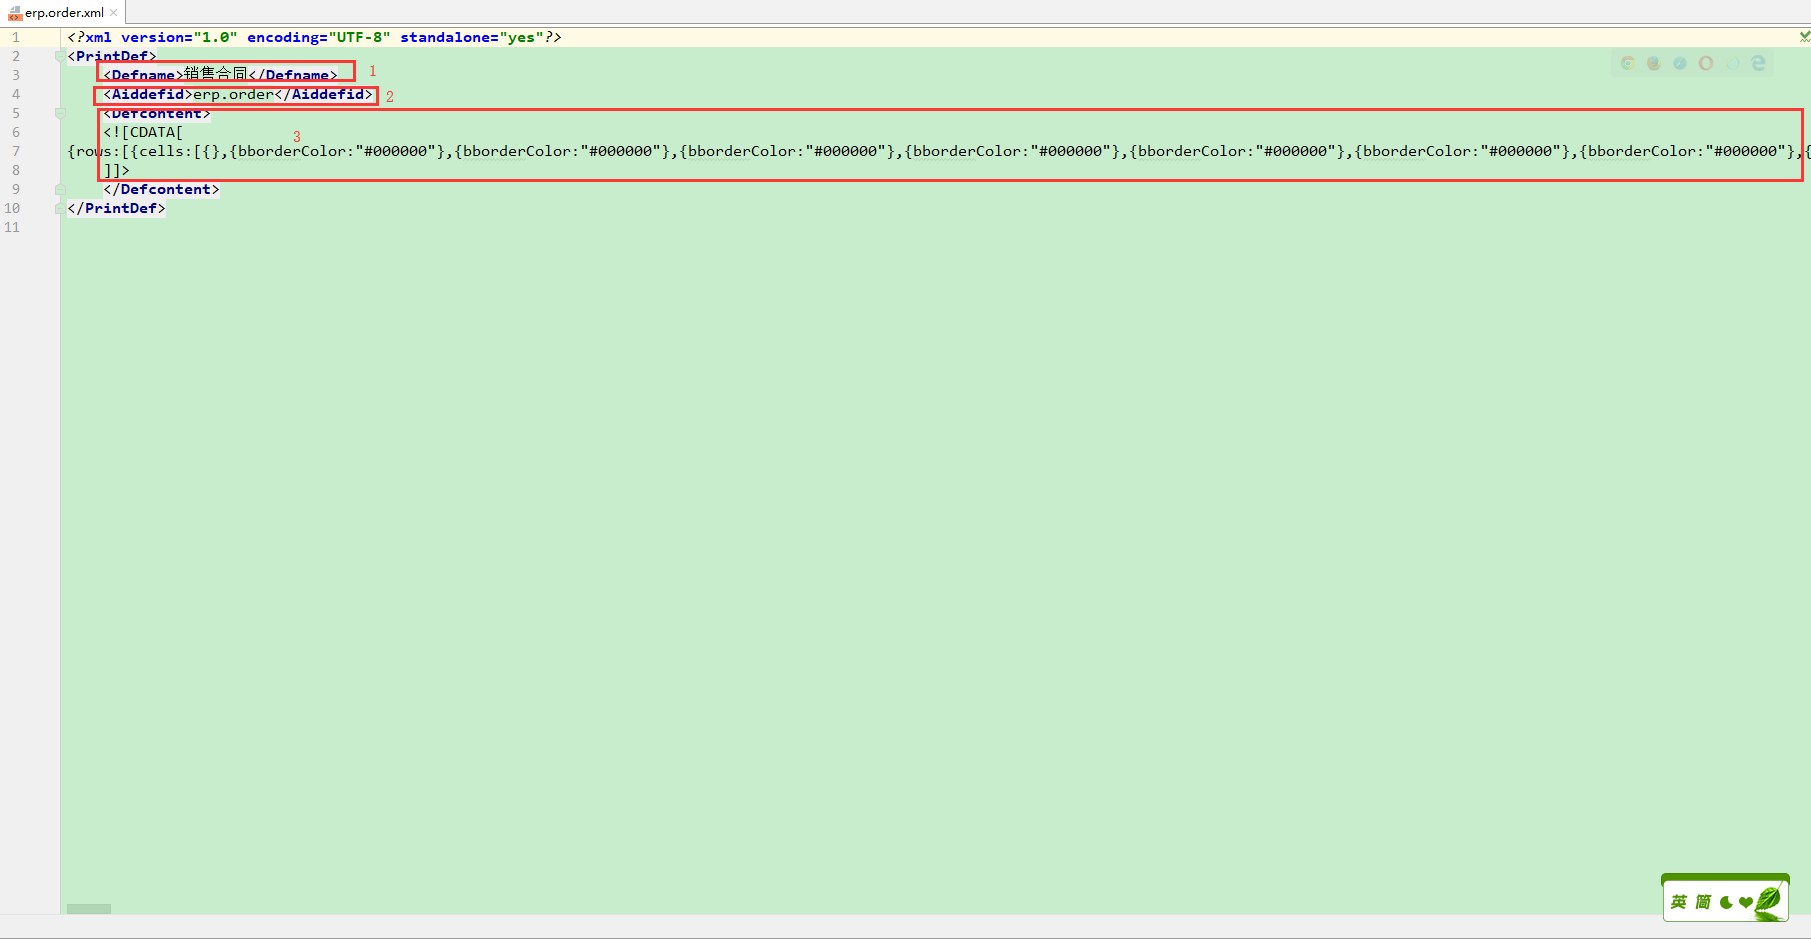 erp.order.xml
1 <?xml version="1.0" encoding="UTF-8" standalone="yes"?>
2 <PrintDef>
3 <Defname>销售合同</Defname> 1
4 <Aiddefid>erp.order</Aiddefid> 2
5 <Defcontent>
6 <![CDATA[ 3
7 {rows:[{cells:[{},{bborderColor:"#000000"},{bborderColor:"#000000"},{bborderColor:"#000000"},{bborderColor:"#000000"},{bborderColor:"#000000"},{bborderColor:"#000000"},{bborderColor:"#000000"},{
8 ]]>
9 </Defcontent>
10 </PrintDef>
11
英 简